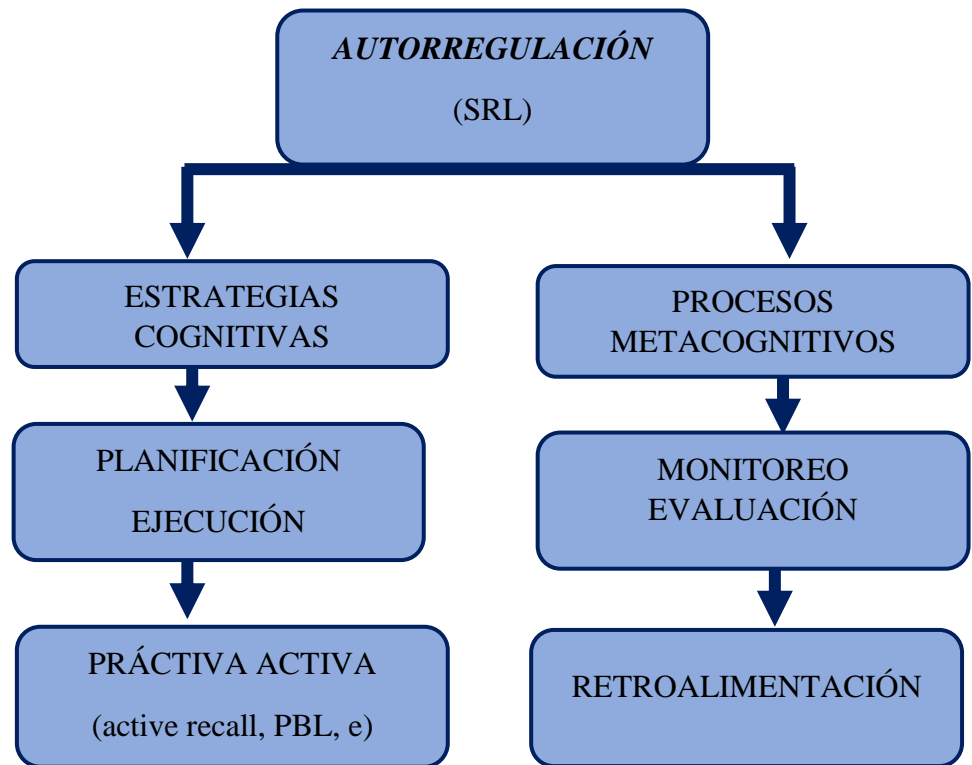 AUTORREGULACIÓN
(SRL)
ESTRATEGIAS
COGNITIVAS
PROCESOS
METACOGNITIVOS
PLANIFICACIÓN
EJECUCIÓN
MONITOREO
EVALUACIÓN
PRÁCTIVA ACTIVA
(active recall, PBL, e)
RETROALIMENTACIÓN